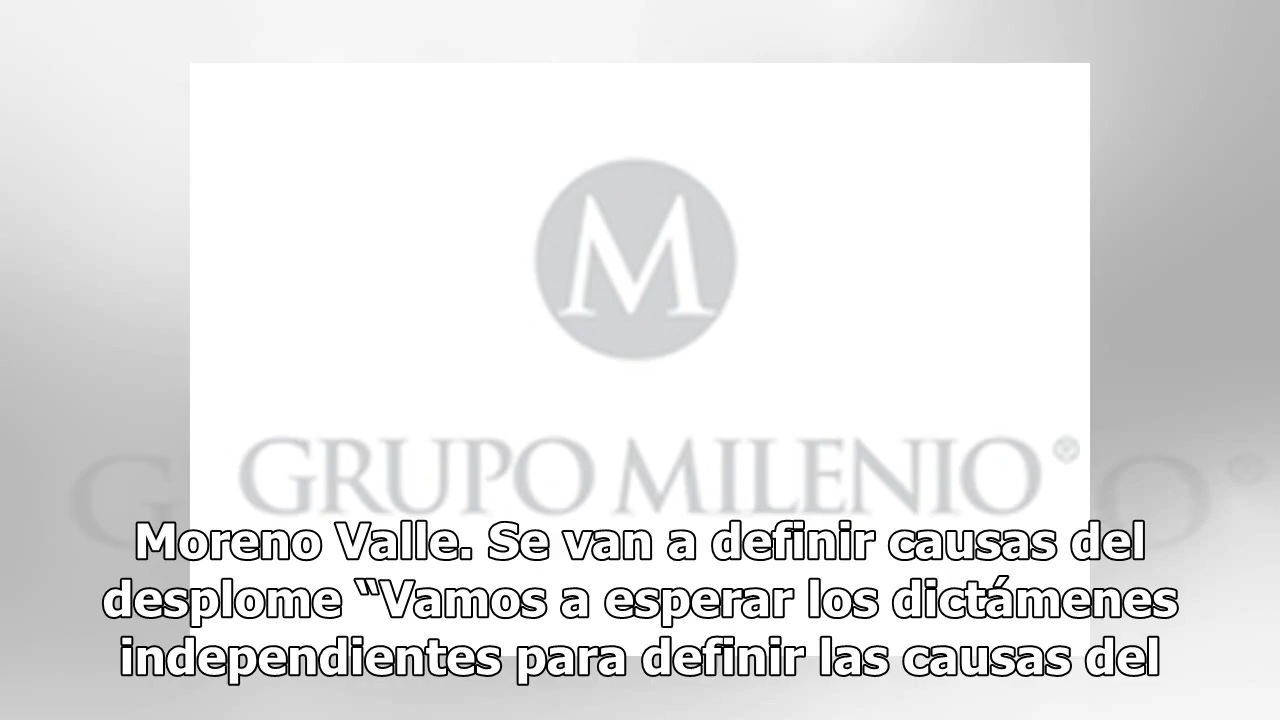 M
GRUPO MILENIO®
Moreno Valle. Se van a definir causas del
desplome “Vamos a esperar los dictámenes
independientes para definir las causas del